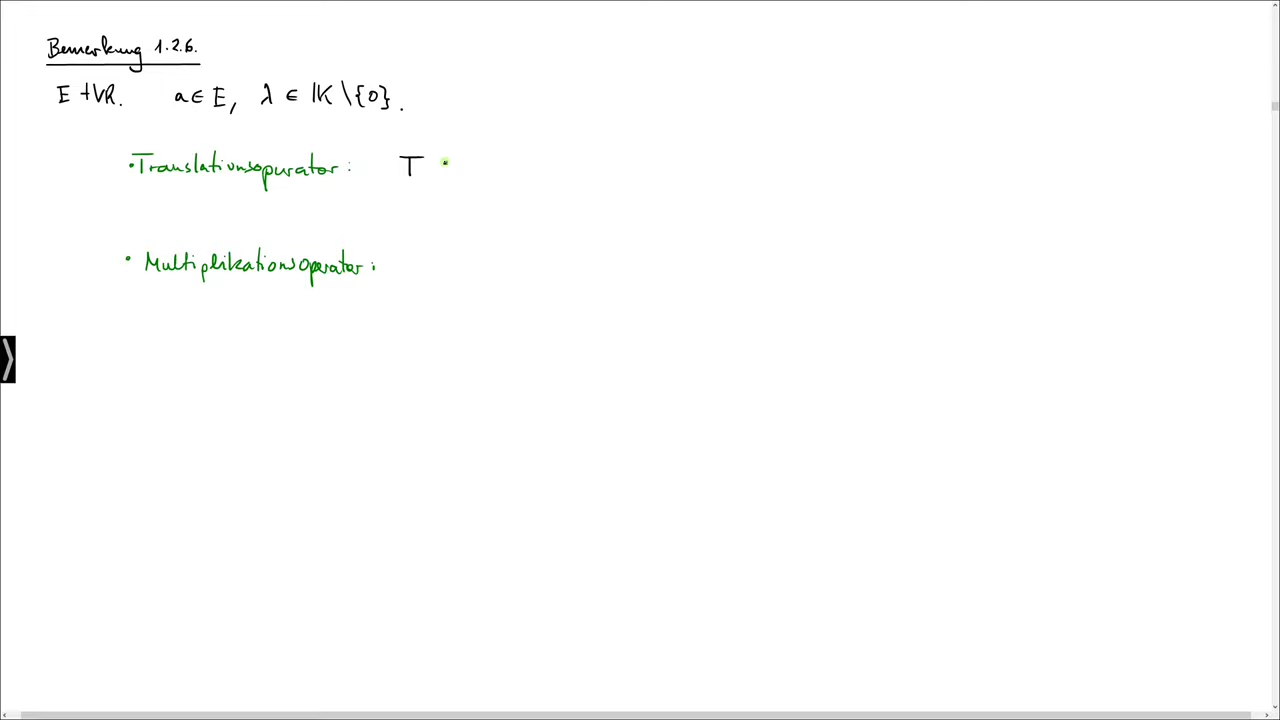 Bemerkung 1.2.6.
E tVR. a ∈ E, λ ∈ K \ {0}.
• Translationsoperator: T
• Multiplikationsoperator: